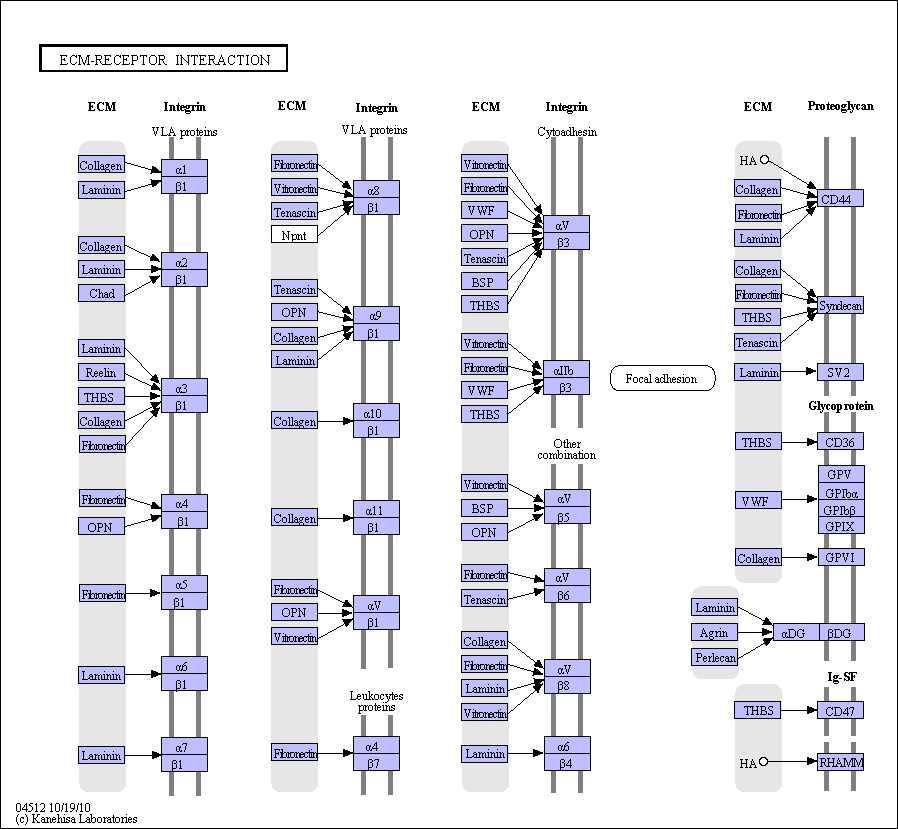 ECM-RECEPTOR INTERACTION
ECM
Integrin
VLA proteins
Collagen
Laminin
α1
β1
Collagen
Laminin
Chad
α2
β1
Laminin
Reelin
THBS
Collagen
Fibronectin
α3
β1
Fibronectin
OPN
α4
β1
Fibronectin
α5
β1
Laminin
α6
β1
Laminin
α7
β1
ECM
Integrin
VLA proteins
Fibronectin
Vitronectin
Tenascin
Npnt
α8
β1
Tenascin
OPN
Collagen
Laminin
α9
β1
Collagen
α10
β1
Collagen
α11
β1
Fibronectin
OPN
Vitronectin
αV
β1
Leukocytes
proteins
Fibronectin
α4
β7
ECM
Integrin
Cytoadhesin
Vitronectin
Fibronectin
VWF
OPN
Tenascin
BSP
THBS
αV
β3
Vitronectin
Fibronectin
VWF
THBS
αIIb
β3
Other
combination
Vitronectin
BSP
OPN
αV
β5
Fibronectin
Tenascin
αV
β6
Collagen
Fibronectin
Laminin
Vitronectin
αV
β8
Laminin
α6
β4
Focal adhesion
ECM
Proteoglycan
HA
Collagen
Fibronectin
Laminin
CD44
Collagen
Fibronectin
THBS
Tenascin
Syndecan
Laminin
SV2
Glycoprotein
THBS
CD36
VWF
GPV
GPIbα
GPIbβ
GPIX
Collagen
GPVI
Laminin
Agrin
Perlecan
αDG
βDG
Ig-SF
THBS
CD47
HA
RHAMM
04512 10/19/10
(c) Kanehisa Laboratories